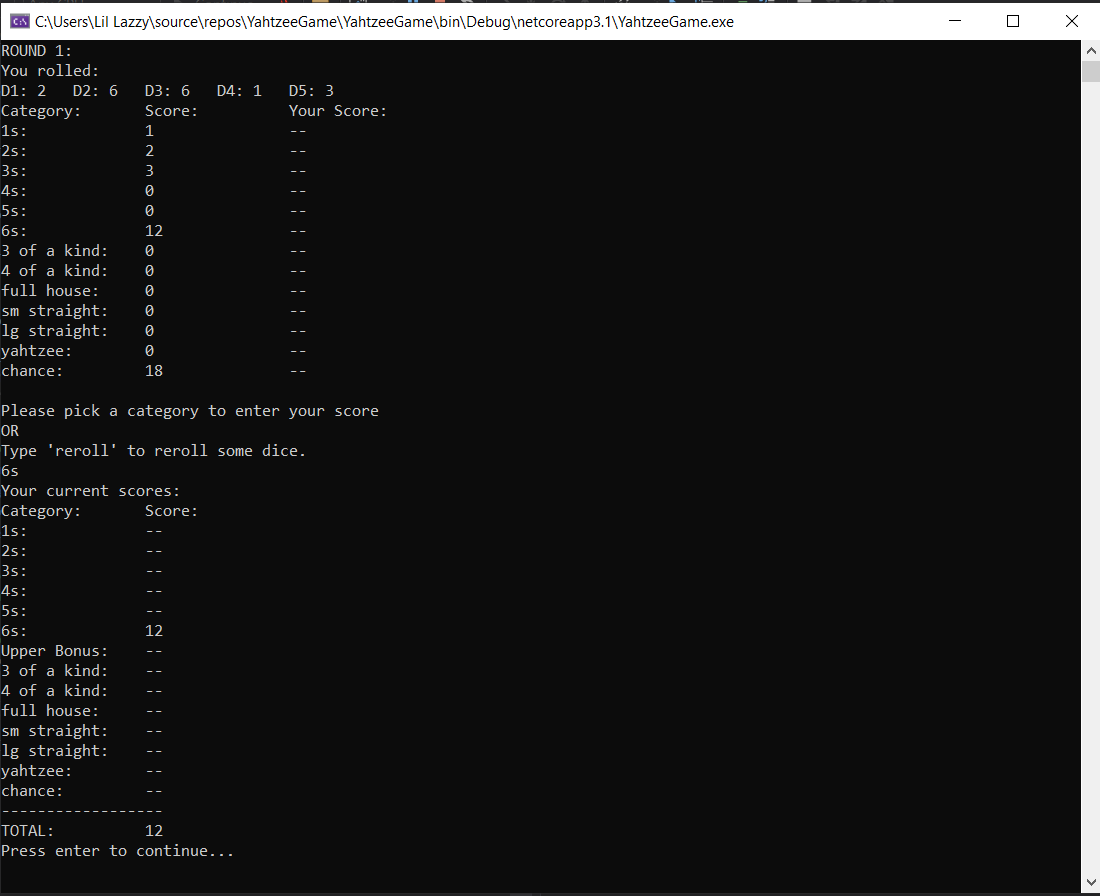 C:\Users\Lil Lazzy\source\repos\YahtzeeGame\YahtzeeGame\bin\Debug\netcoreapp3.1\YahtzeeGame.exe
ROUND 1:
You rolled:
D1: 2   D2: 6   D3: 6   D4: 1   D5: 3
Category:       Score:          Your Score:
1s:             1               --
2s:             2               --
3s:             3               --
4s:             0               --
5s:             0               --
6s:             12              --
3 of a kind:    0               --
4 of a kind:    0               --
full house:     0               --
sm straight:    0               --
lg straight:    0               --
yahtzee:        0               --
chance:         18              --
Please pick a category to enter your score
OR
Type 'reroll' to reroll some dice.
6s
Your current scores:
Category:       Score:
1s:             --
2s:             --
3s:             --
4s:             --
5s:             --
6s:             12
Upper Bonus:    --
3 of a kind:    --
4 of a kind:    --
full house:     --
sm straight:    --
lg straight:    --
yahtzee:        --
chance:         --
------------------
TOTAL:          12
Press enter to continue...